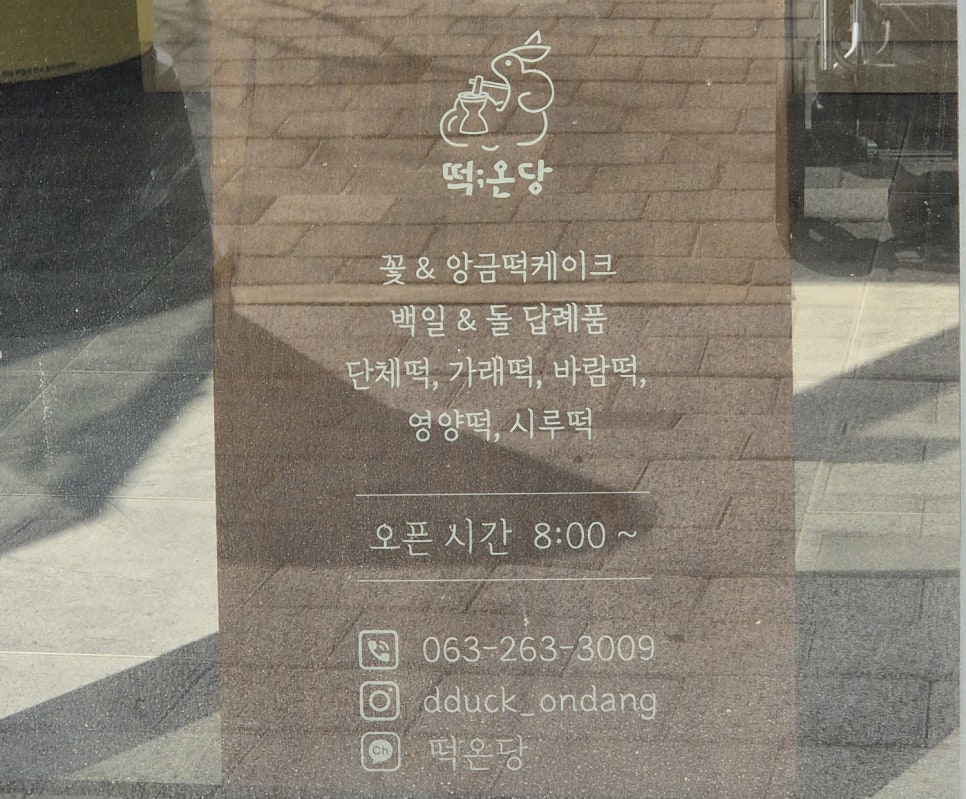 떡;온당
꽃 & 앙금떡케이크
백일 & 돌 답례품
단체떡, 가래떡, 바람떡,
영양떡, 시루떡
오픈 시간 8:00 ~
063-263-3009
dduck_ondang
Ch 떡온당